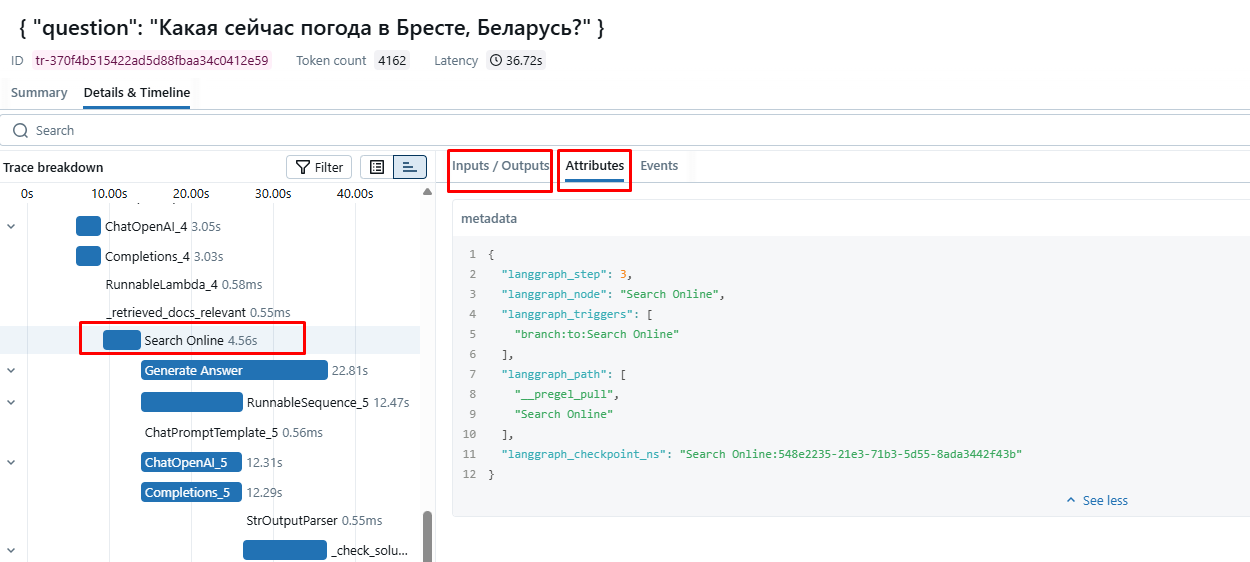 { "question": "Какая сейчас погода в Бресте, Беларусь?" }
ID tr-370f4b515422ad5d88fbaa34c0412e59 Token count 4162 Latency 36.72s
Summary Details & Timeline
Search
Trace breakdown Filter
0s 10.00s 20.00s 30.00s 40.00s
ChatOpenAI_4 3.05s
Completions_4 3.03s
RunnableLambda_4 0.58ms
_retrieved_docs_relevant 0.55ms
Search Online 4.56s
Generate Answer 22.81s
RunnableSequence_5 12.47s
ChatPromptTemplate_5 0.56ms
ChatOpenAI_5 12.31s
Completions_5 12.29s
StrOutputParser 0.55ms
_check_solu...
Inputs / Outputs Attributes Events
metadata
1 {
2 "langgraph_step": 3,
3 "langgraph_node": "Search Online",
4 "langgraph_triggers": [
5 "branch:to:Search Online"
6 ],
7 "langgraph_path": [
8 "__pregel_pull",
9 "Search Online"
10 ],
11 "langgraph_checkpoint_ns": "Search Online:548e2235-21e3-71b3-5d55-8ada3442f43b"
12 }
See less